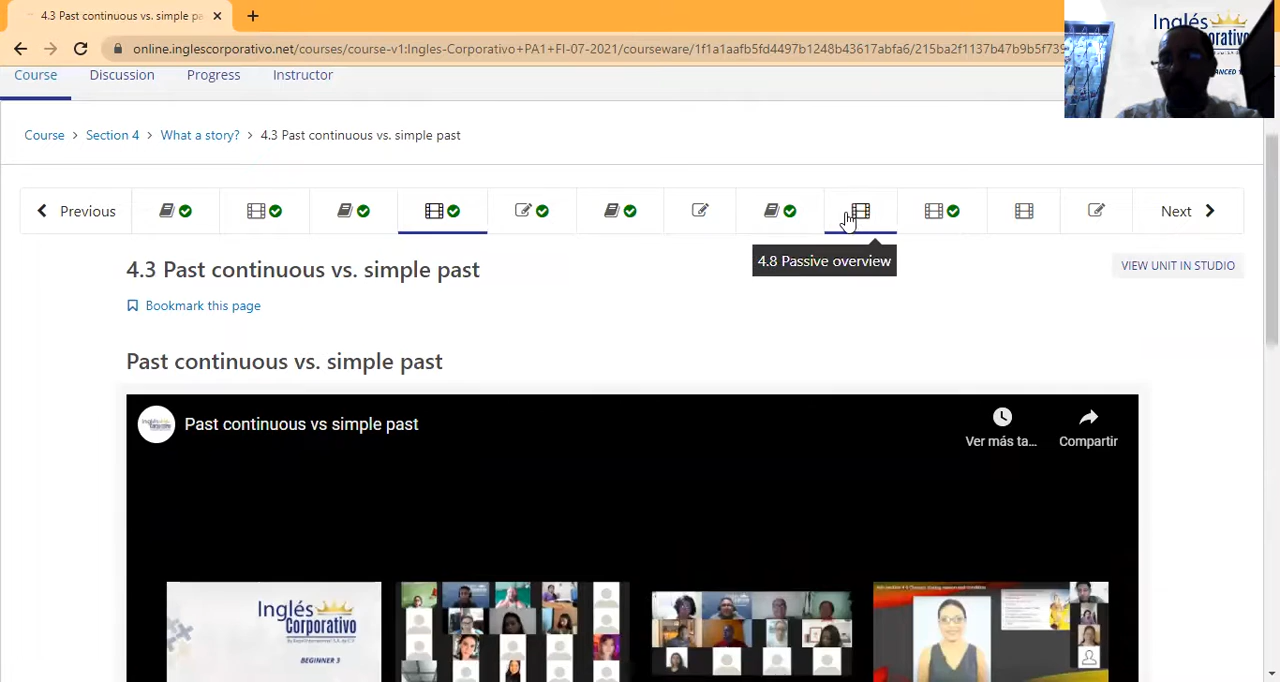 4.3 Past continuous vs. simple pa
online.inglescorporativo.net/courses/course-v1:Ingles-Corporativo+PA1+FI-07-2021/courseware/1f1a1aafb5fd4497b1248b43617abfa6/215ba2f1137b47b9b5f739
Inglés
orporativo
ANCED 1
Course Discussion Progress Instructor
Course > Section 4 > What a story? > 4.3 Past continuous vs. simple past
Previous Next
4.8 Passive overview
4.3 Past continuous vs. simple past
VIEW UNIT IN STUDIO
Bookmark this page
Past continuous vs. simple past
Past continuous vs simple past
Ver más ta... Compartir
Inglés
Corporativo
BEGINNER 3